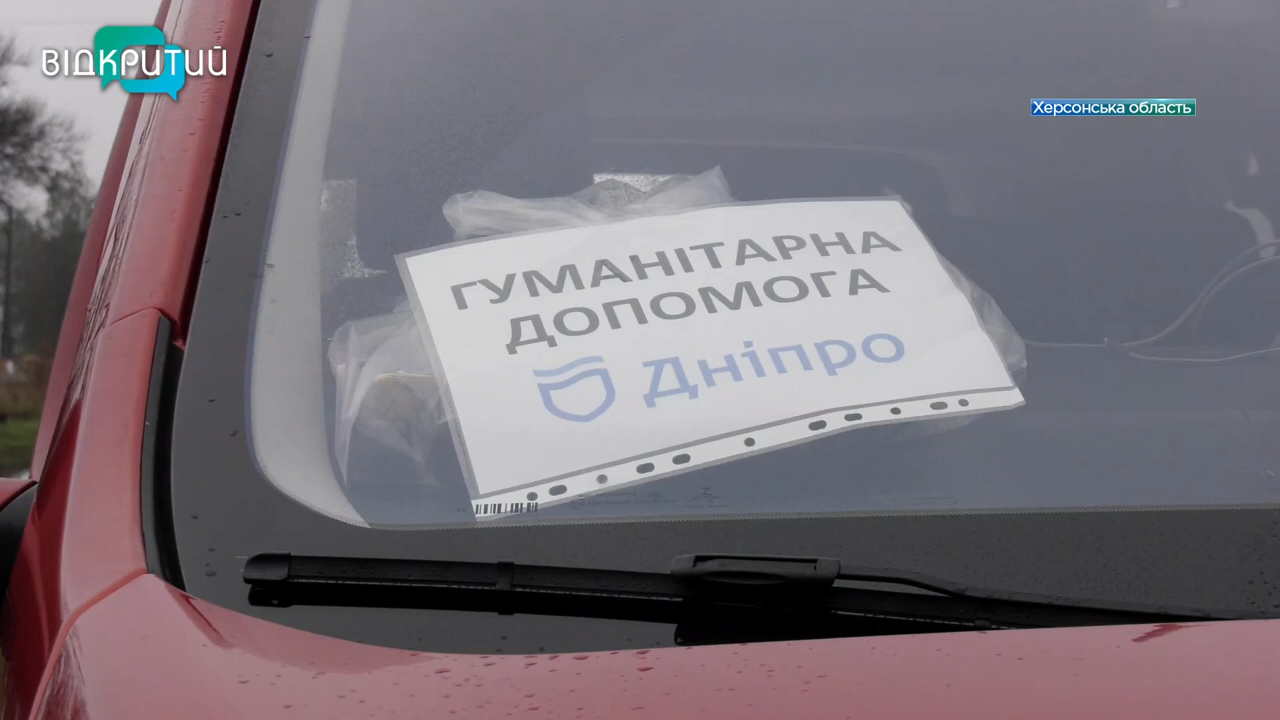 ВІДКРИТИЙ
Херсонська область
ГУМАНІТАРНА
ДОПОМОГА
Дніпро